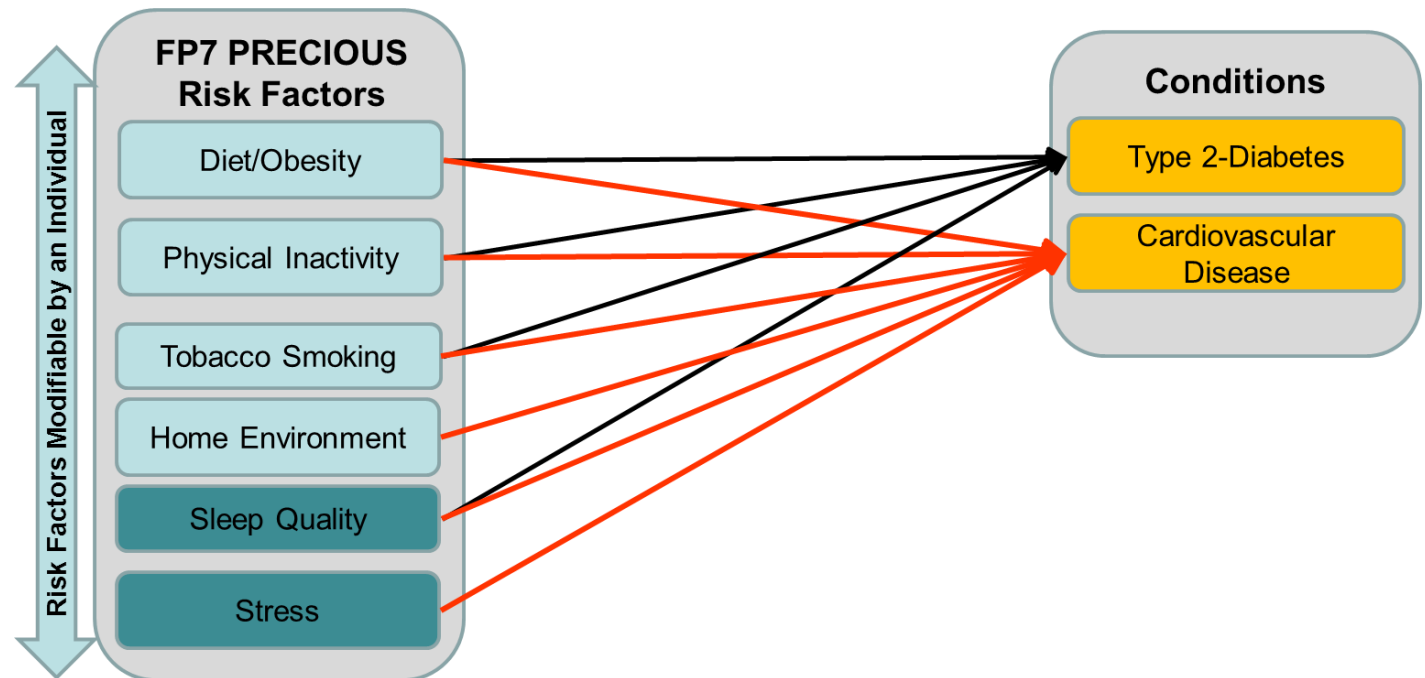 Risk Factors Modifiable by an Individual
FP7 PRECIOUS
Risk Factors
Diet/Obesity
Physical Inactivity
Tobacco Smoking
Home Environment
Sleep Quality
Stress
Conditions
Type 2-Diabetes
Cardiovascular
Disease